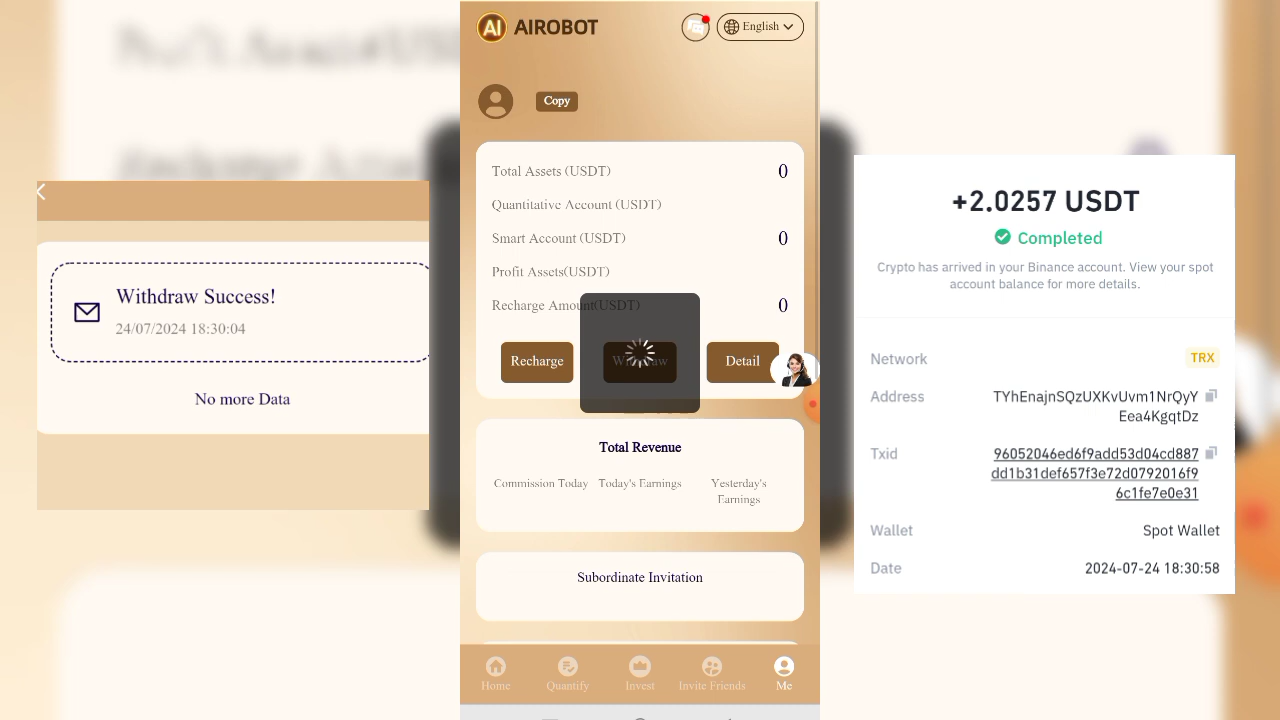 Withdraw Success!
24/07/2024 18:30:04
No more Data
AI AIROBOT
English
Copy
Total Assets (USDT) 0
Quantitative Account (USDT)
Smart Account (USDT) 0
Profit Assets(USDT)
Recharge Amount(USDT) 0
Recharge Withdraw Detail
Total Revenue
Commission Today Today's Earnings Yesterday's
Earnings
Subordinate Invitation
Home Quantify Invest Invite Friends Me
+2.0257 USDT
Completed
Crypto has arrived in your Binance account. View your spot
account balance for more details.
Network TRX
Address TYhEnajnSQzUXKvUvm1NrQyY
Eea4KgqtDz
Txid 96052046ed6f9add53d04cd887
dd1b31def657f3e72d0792016f9
6c1fe7e0e31
Wallet Spot Wallet
Date 2024-07-24 18:30:58